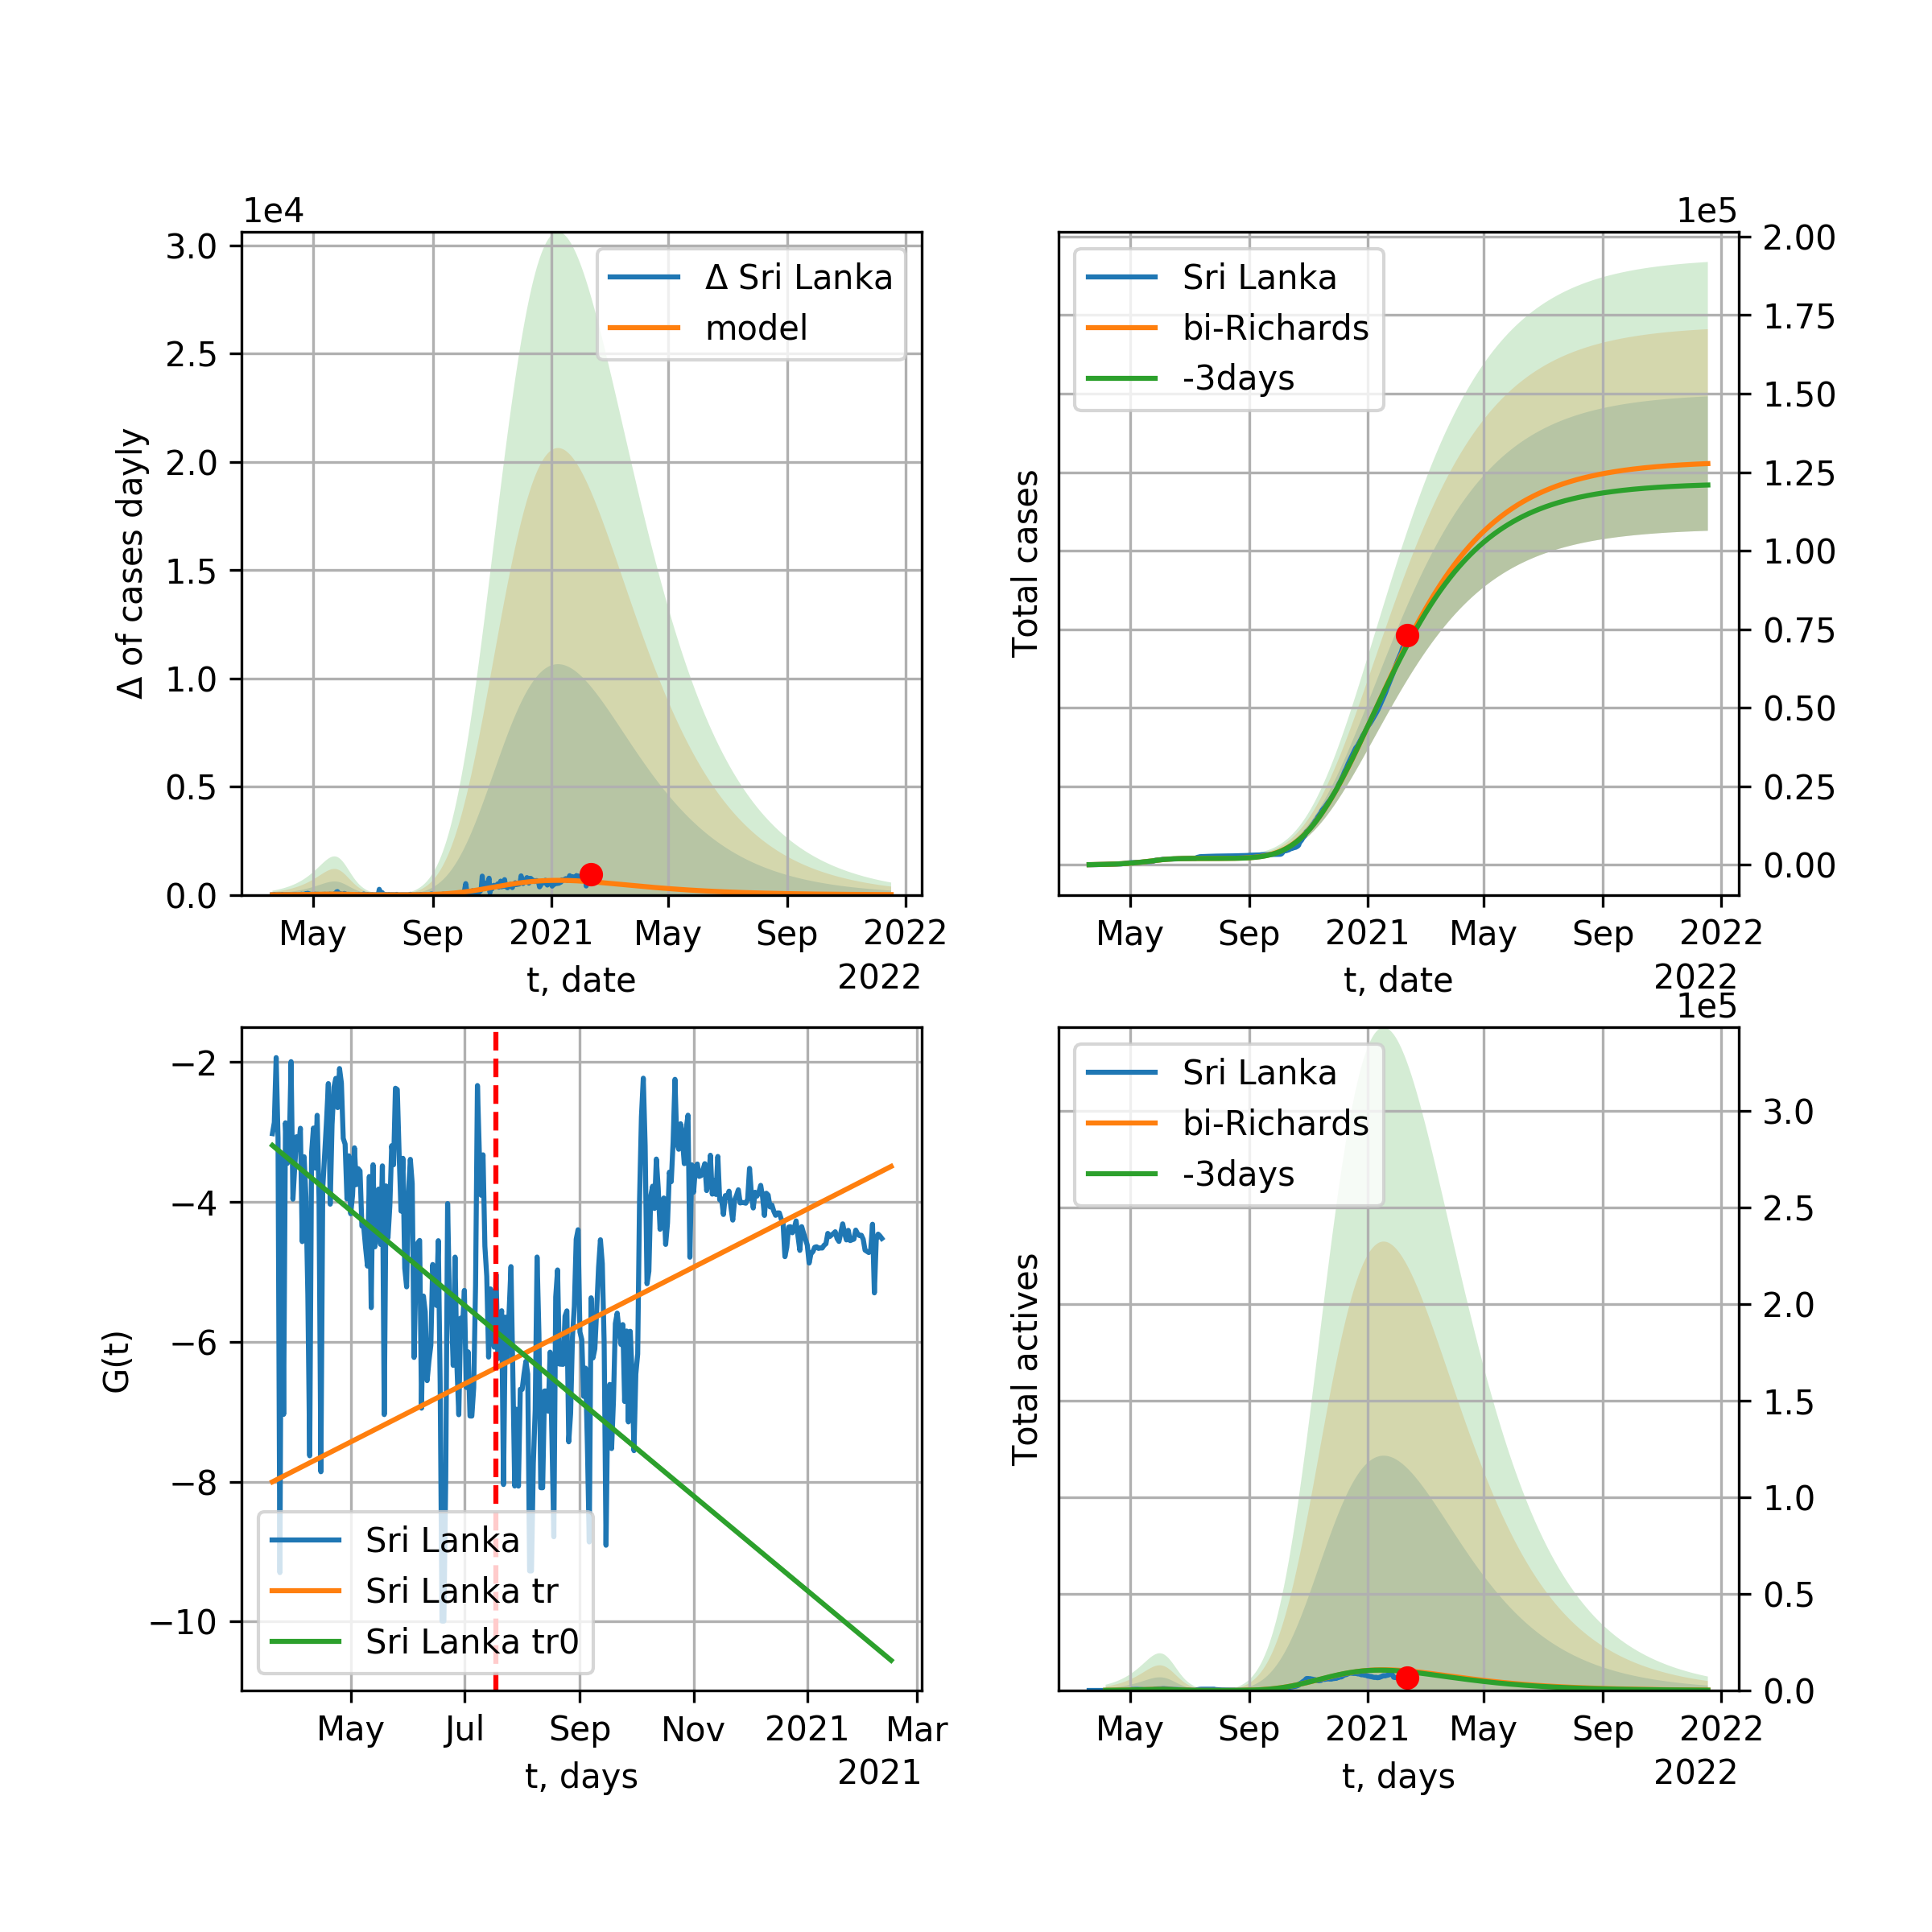 1e4
3.0
2.5
2.0
1.5
1.0
0.5
0.0
Δ of cases dayly
Δ Sri Lanka
model
May Sep 2021 May Sep 2022
t, date
2022
1e5
2.00
1.75
1.50
1.25
1.00
0.75
0.50
0.25
0.00
Total cases
Sri Lanka
bi-Richards
-3days
May Sep 2021 May Sep 2022
t, date
2022
−2
−4
−6
−8
−10
G(t)
Sri Lanka
Sri Lanka tr
Sri Lanka tr0
May Jul Sep Nov 2021 Mar
t, days
2021
1e5
3.0
2.5
2.0
1.5
1.0
0.5
0.0
Total actives
Sri Lanka
bi-Richards
-3days
May Sep 2021 May Sep 2022
t, days
2022